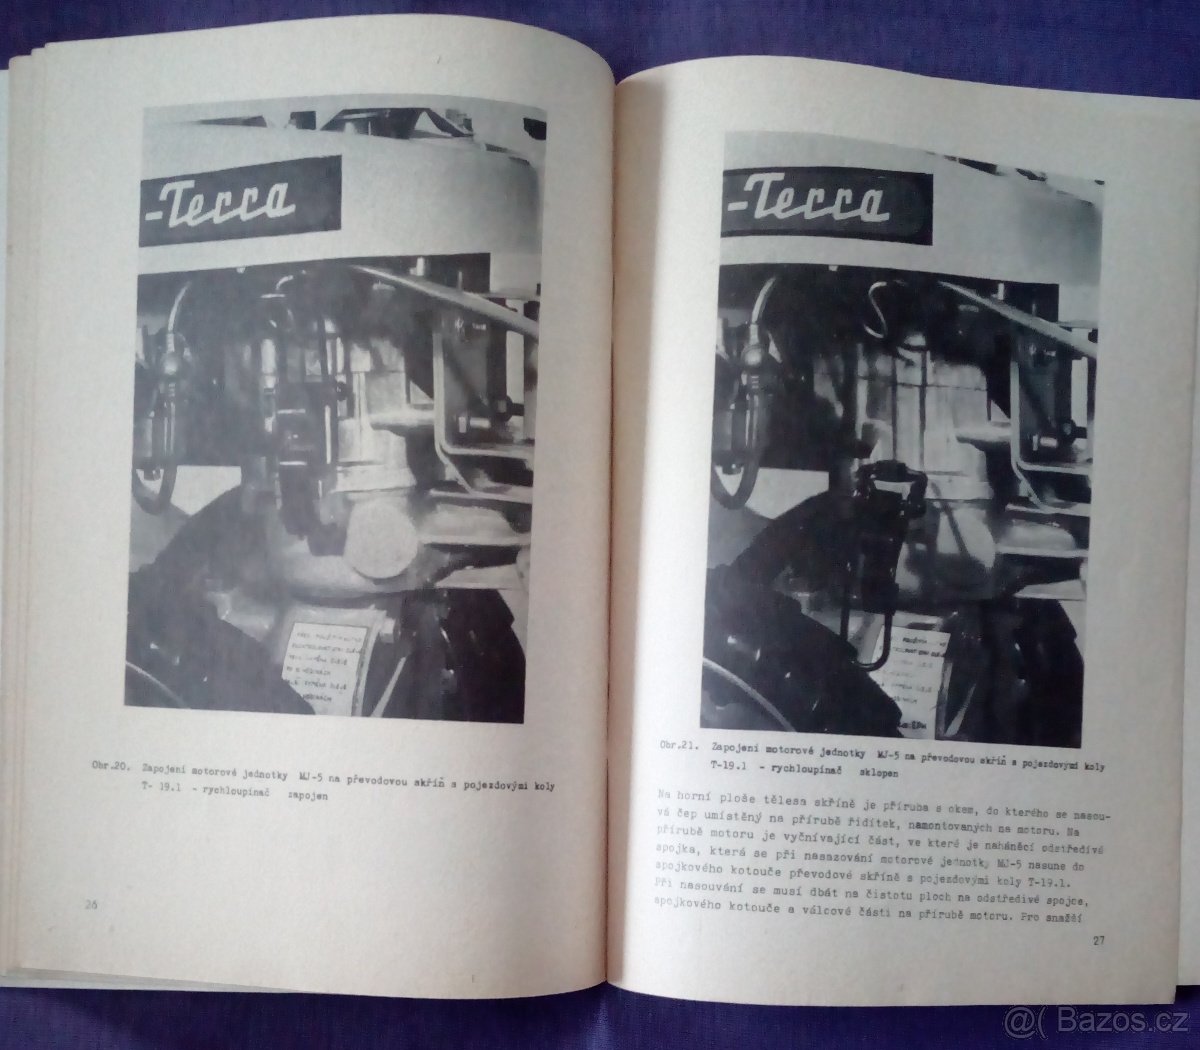 -Terra
Obr.20. Zapojení motorové jednotky MJ-5 na převodovou skříň s pojezdovými koly
T- 19.1 - rychloupínač zapojen
26
-Terra
Obr.21. Zapojení motorové jednotky MJ-5 na převodovou skříň s pojezdovými koly
T-19.1 - rychloupínač sklopen
Na horní ploše tělesa skříně je příruba s okem, do kterého se nasou-
vá čep umístěný na přírubě řidítek, namontovaných na motoru. Na
přírubě motoru je vyčnívající část, ve které je naháněcí odstředivá
spojka, která se při nasazování motorové jednotk, MJ-5 nasune do
spojkového kotouče převodové skříně s pojezdovými koly T-19.1.
Při nasouvání se musí dbát na čistotu ploch na odstředivé spojce,
spojkového kotouče a válcové části na přírubě motoru. Pro snažší
27
@( Bazos.cz